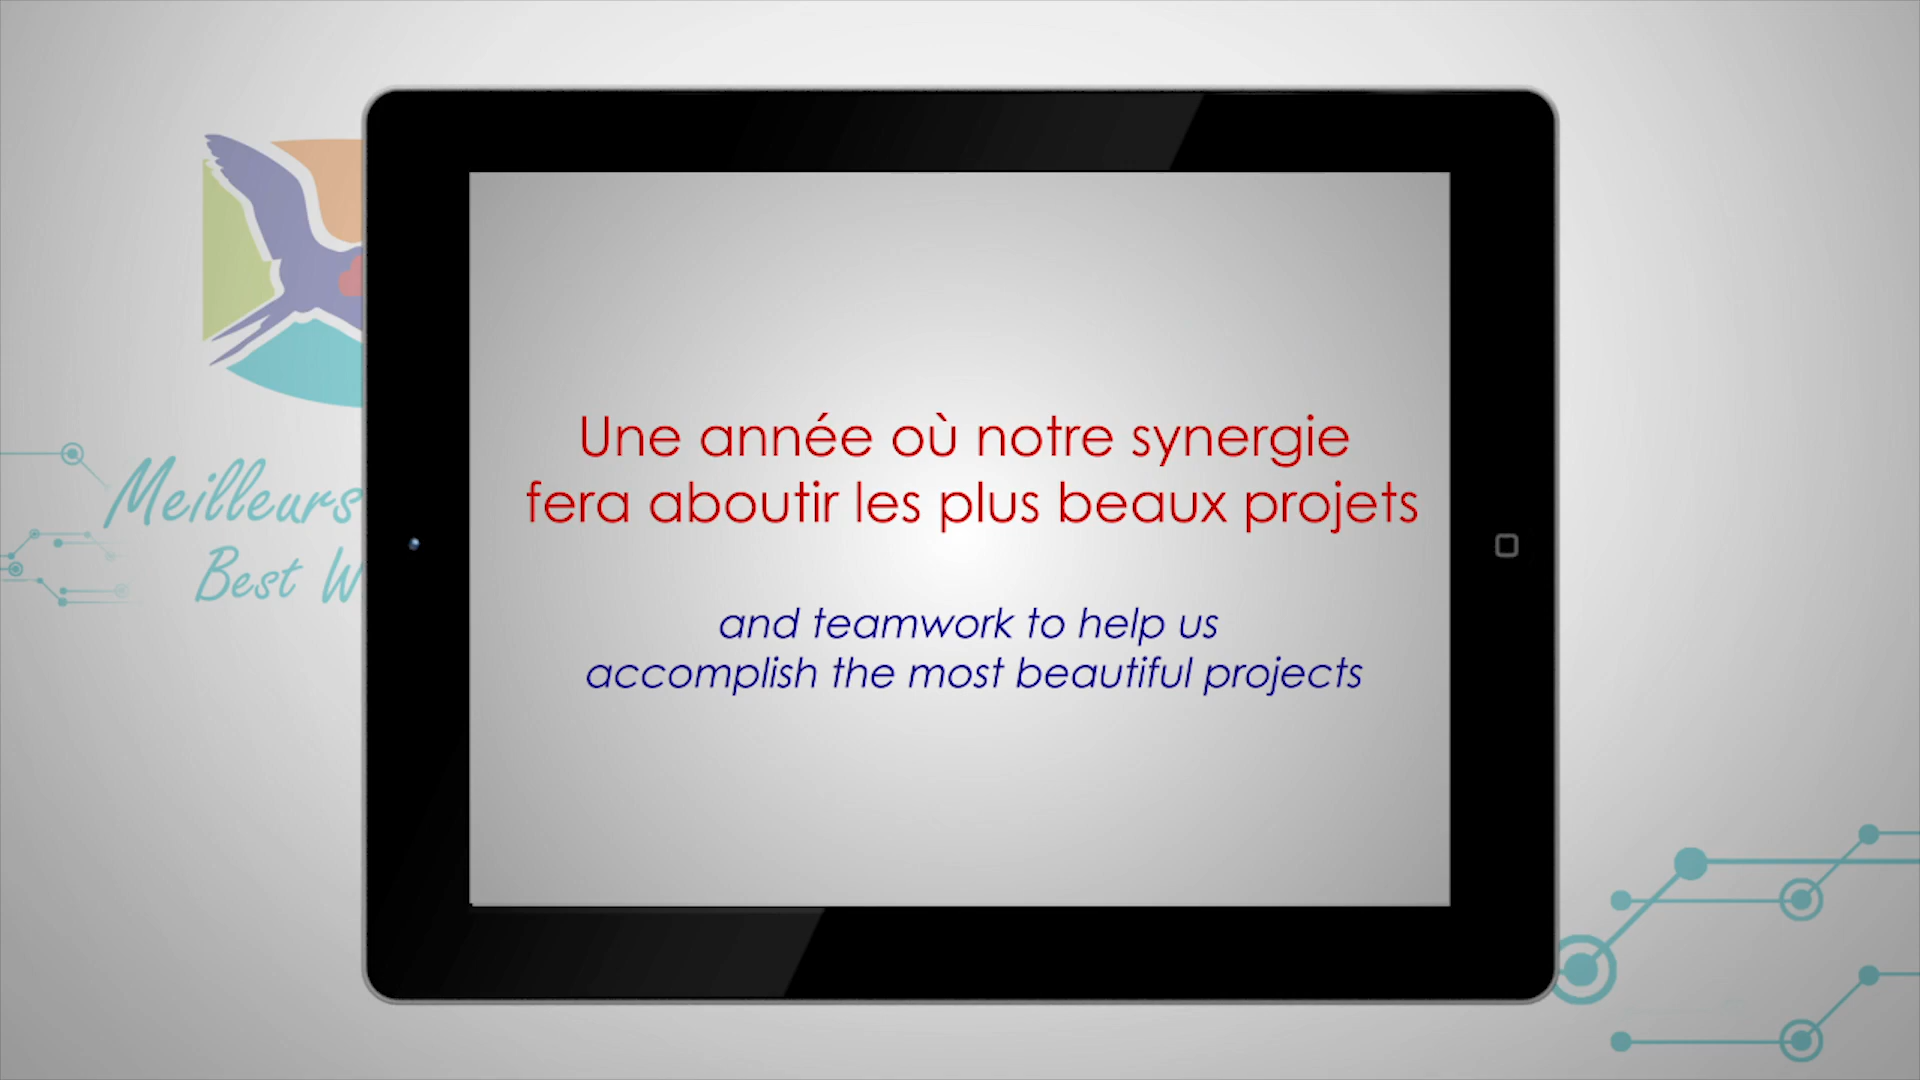 Meilleurs
Best
Une année où notre synergie
fera aboutir les plus beaux projets
and teamwork to help us
accomplish the most beautiful projects